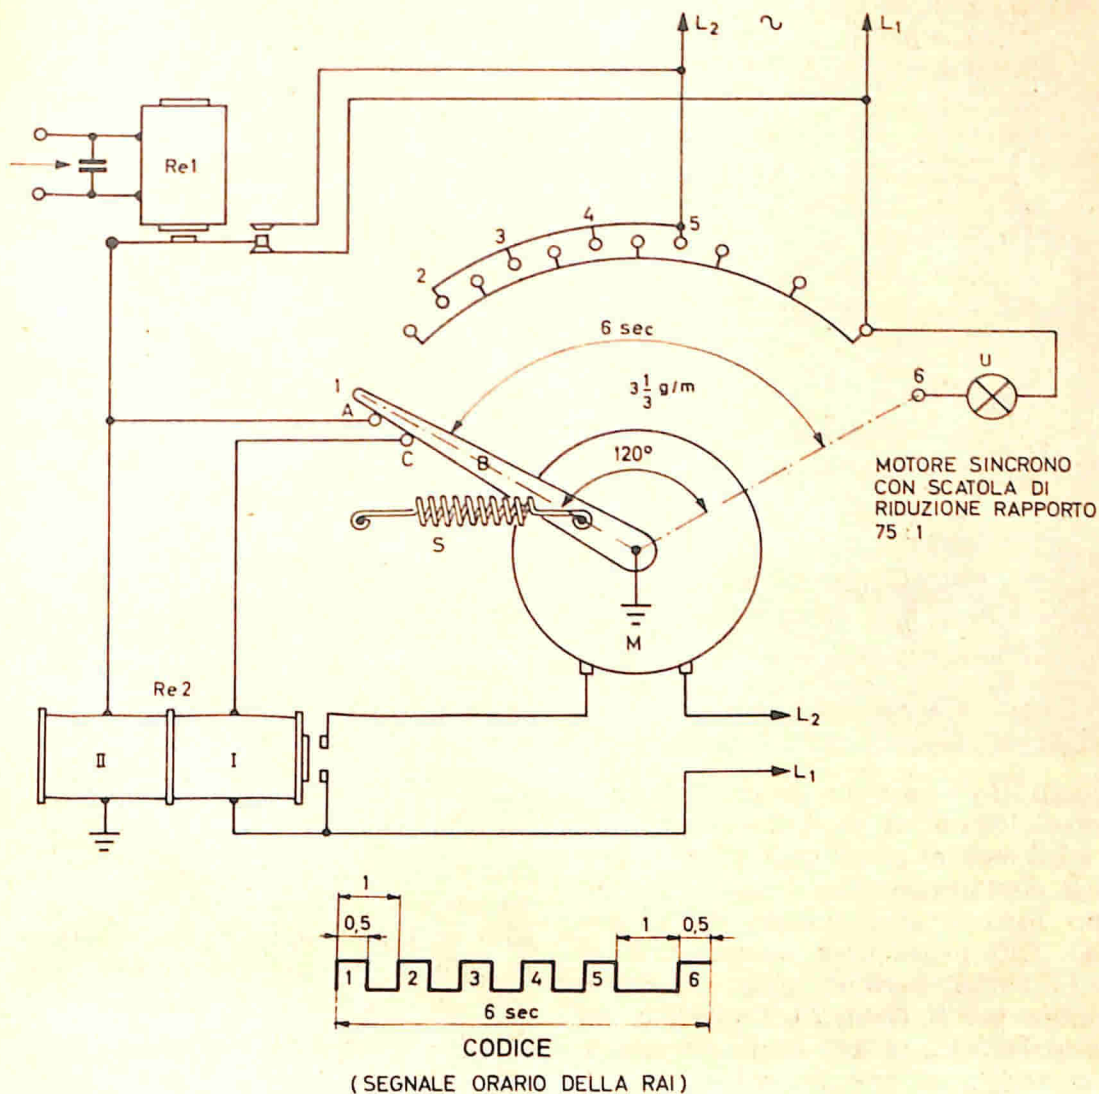 L2 ~ L1
Re1
2 3 4 5
6 sec
3 1/3 g/m
120°
1
A
C
B
S
6
U
MOTORE SINCRONO
CON SCATOLA DI
RIDUZIONE RAPPORTO
75:1
M
Re2
II I
L2
L1
1
0,5 1 0,5
1 2 3 4 5 6
6 sec
CODICE
(SEGNALE ORARIO DELLA RAI)